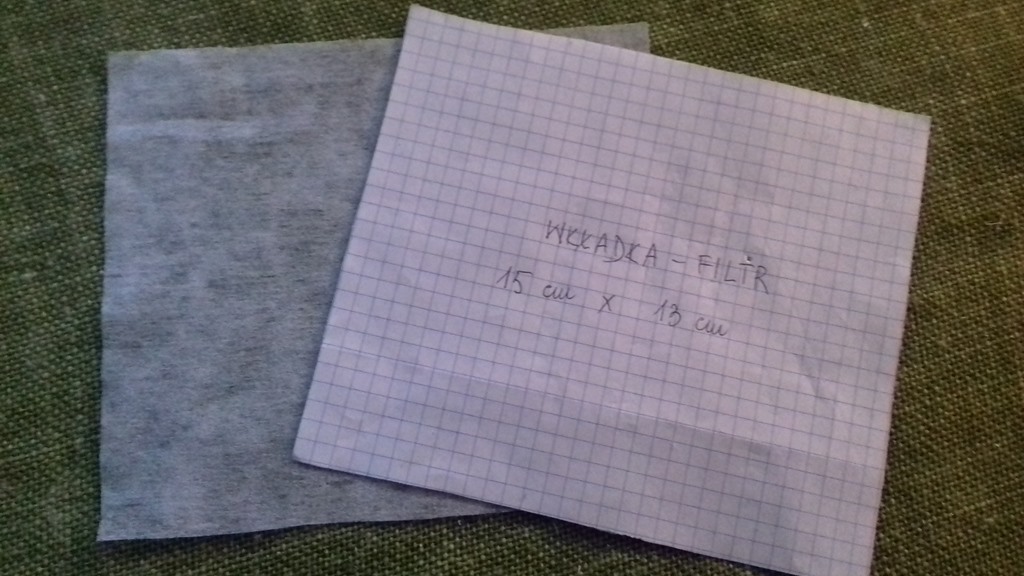 WKŁADKA - FILTR
15 cm x 13 cm